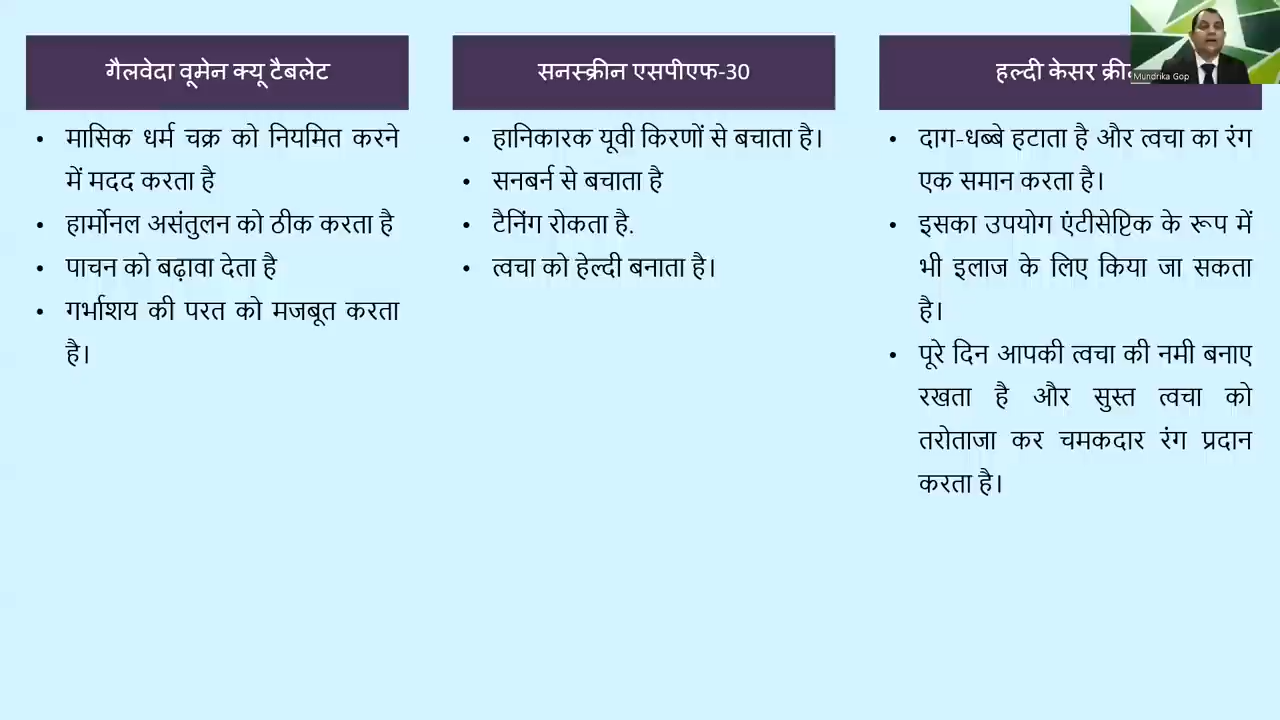 गैलवेदा वूमेन क्यू टैबलेट
• मासिक धर्म चक्र को नियमित करने
में मदद करता है
• हार्मोनल असंतुलन को ठीक करता है
• पाचन को बढ़ावा देता है
• गर्भाशय की परत को मजबूत करता
है।
सनस्क्रीन एसपीएफ-30
• हानिकारक यूवी किरणों से बचाता है।
• सनबर्न से बचाता है
• टैनिंग रोकता है.
• त्वचा को हेल्दी बनाता है।
हल्दी केसर
• दाग-धब्बे हटाता है और त्वचा का रंग
एक समान करता है।
• इसका उपयोग एंटीसेप्टिक के रूप में
भी इलाज के लिए किया जा सकता
है।
• पूरे दिन आपकी त्वचा की नमी बनाए
रखता है और सुस्त त्वचा को
तरोताजा कर चमकदार रंग प्रदान
करता है।
Mundrika Gop